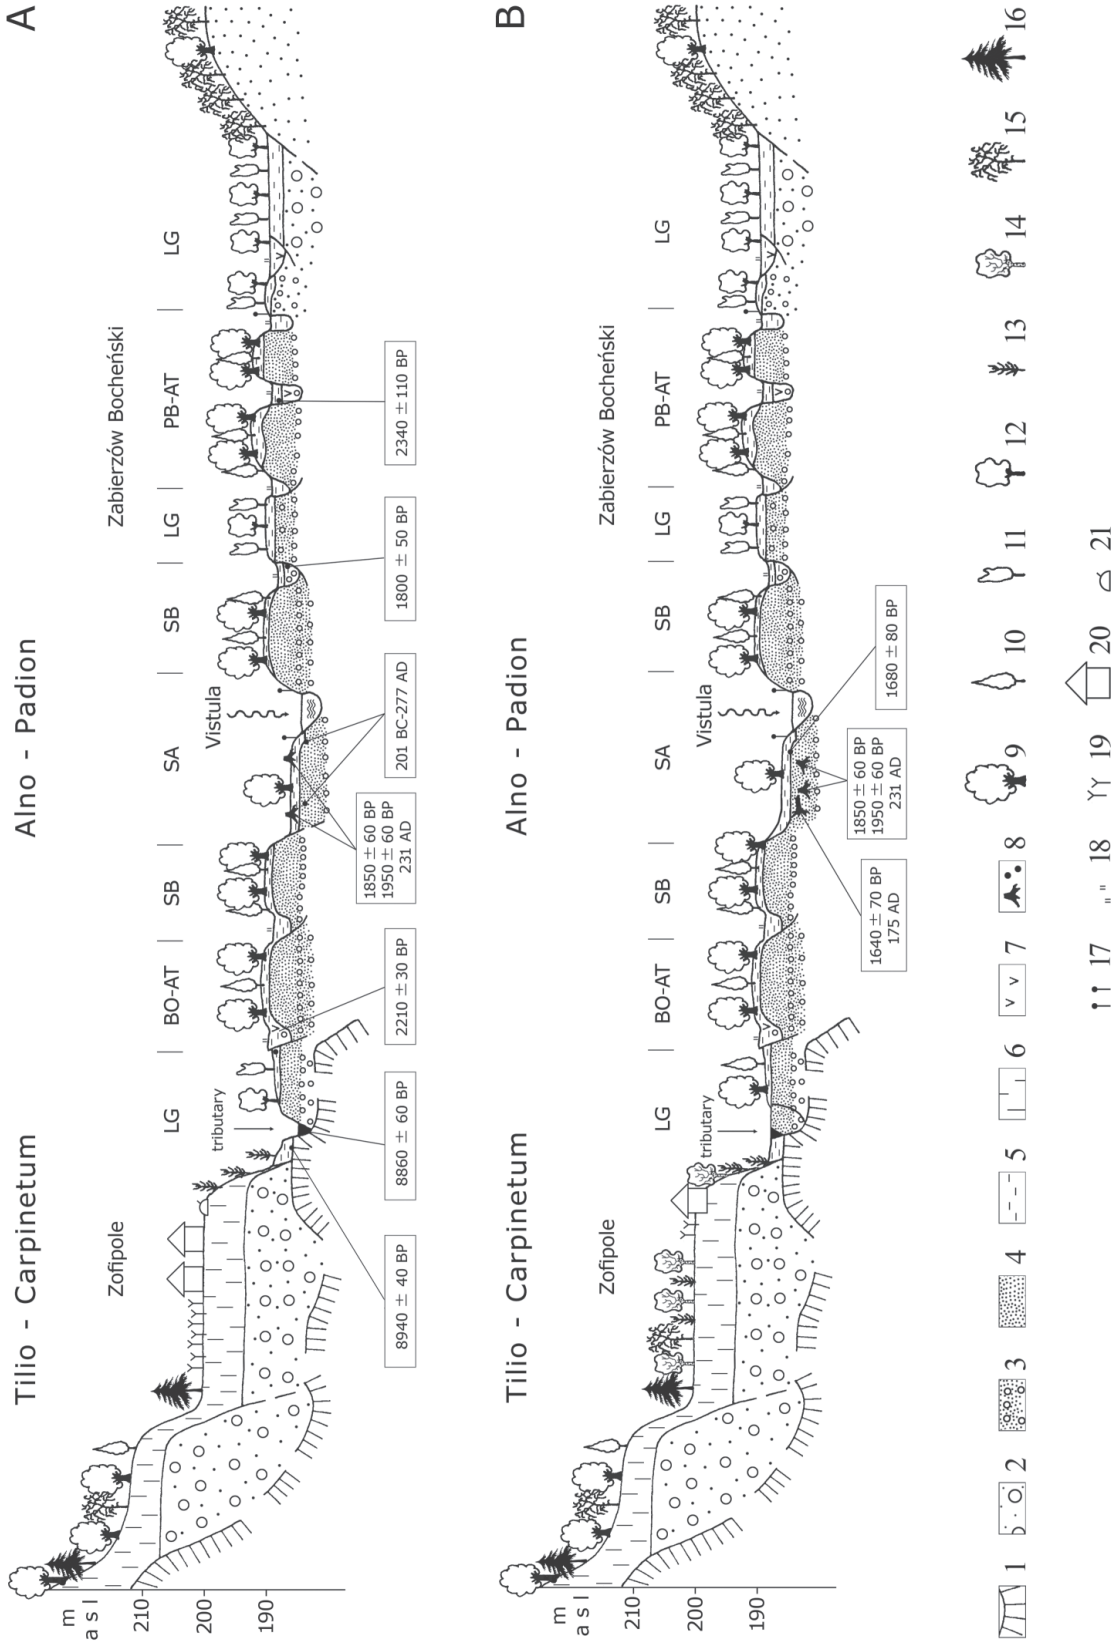 A
Tilio - Carpinetum
Alno - Padion
Zofipole
Zabierzów Bocheński
LG
BO-AT
SB
SA
SB
LG
PB-AT
LG
tributary
Vistula
m
a s l
210
200
190
8940 ± 40 BP
8860 ± 60 BP
2210 ± 30 BP
1850 ± 60 BP
1950 ± 60 BP
231 AD
201 BC-277 AD
1800 ± 50 BP
2340 ± 110 BP
B
Tilio - Carpinetum
Alno - Padion
Zofipole
Zabierzów Bocheński
LG
BO-AT
SB
SA
SB
LG
PB-AT
LG
tributary
Vistula
m
a s l
210
200
190
1640 ± 70 BP
175 AD
1850 ± 60 BP
1950 ± 60 BP
231 AD
1680 ± 80 BP
1 2 3 4 5 6 7 8 9 10 11 12 13 14 15 16
17 18 19 20 21